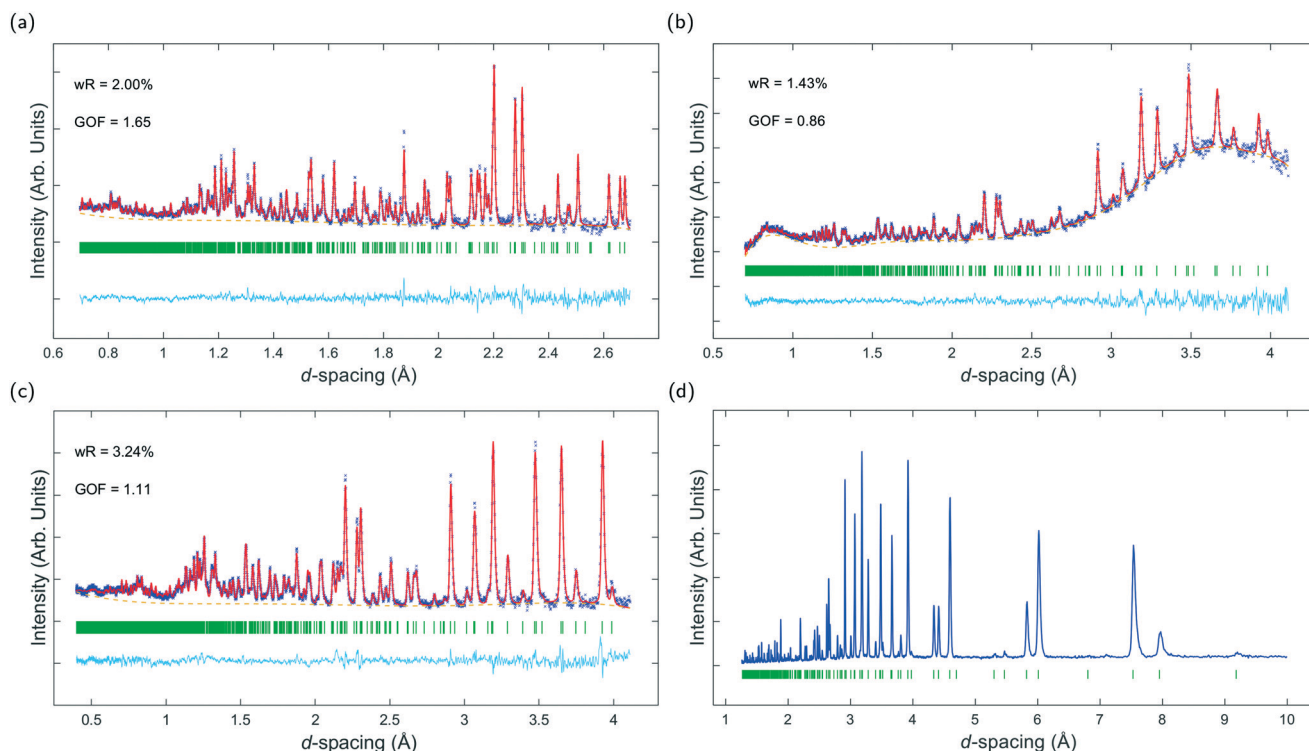 (a)
wR = 2.00%
GOF = 1.65
Intensity (Arb. Units)
0.6 0.8 1 1.2 1.4 1.6 1.8 2 2.2 2.4 2.6
d-spacing (Å)
(b)
wR = 1.43%
GOF = 0.86
Intensity (Arb. Units)
0.5 1 1.5 2 2.5 3 3.5 4
d-spacing (Å)
(c)
wR = 3.24%
GOF = 1.11
Intensity (Arb. Units)
0.5 1 1.5 2 2.5 3 3.5 4
d-spacing (Å)
(d)
Intensity (Arb. Units)
1 2 3 4 5 6 7 8 9 10
d-spacing (Å)